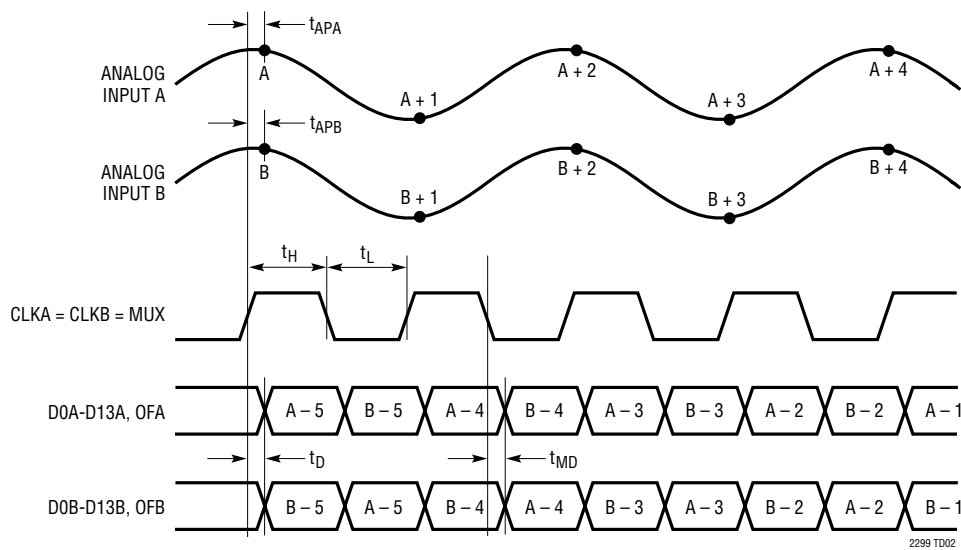 tAPA
ANALOG
INPUT A
A
A + 1
A + 2
A + 3
A + 4
tAPB
ANALOG
INPUT B
B
B + 1
B + 2
B + 3
B + 4
tH
tL
CLKA = CLKB = MUX
D0A-D13A, OFA
A – 5
B – 5
A – 4
B – 4
A – 3
B – 3
A – 2
B – 2
A – 1
tD
tMD
D0B-D13B, OFB
B – 5
A – 5
B – 4
A – 4
B – 3
A – 3
B – 2
A – 2
B – 1
2299 TD02